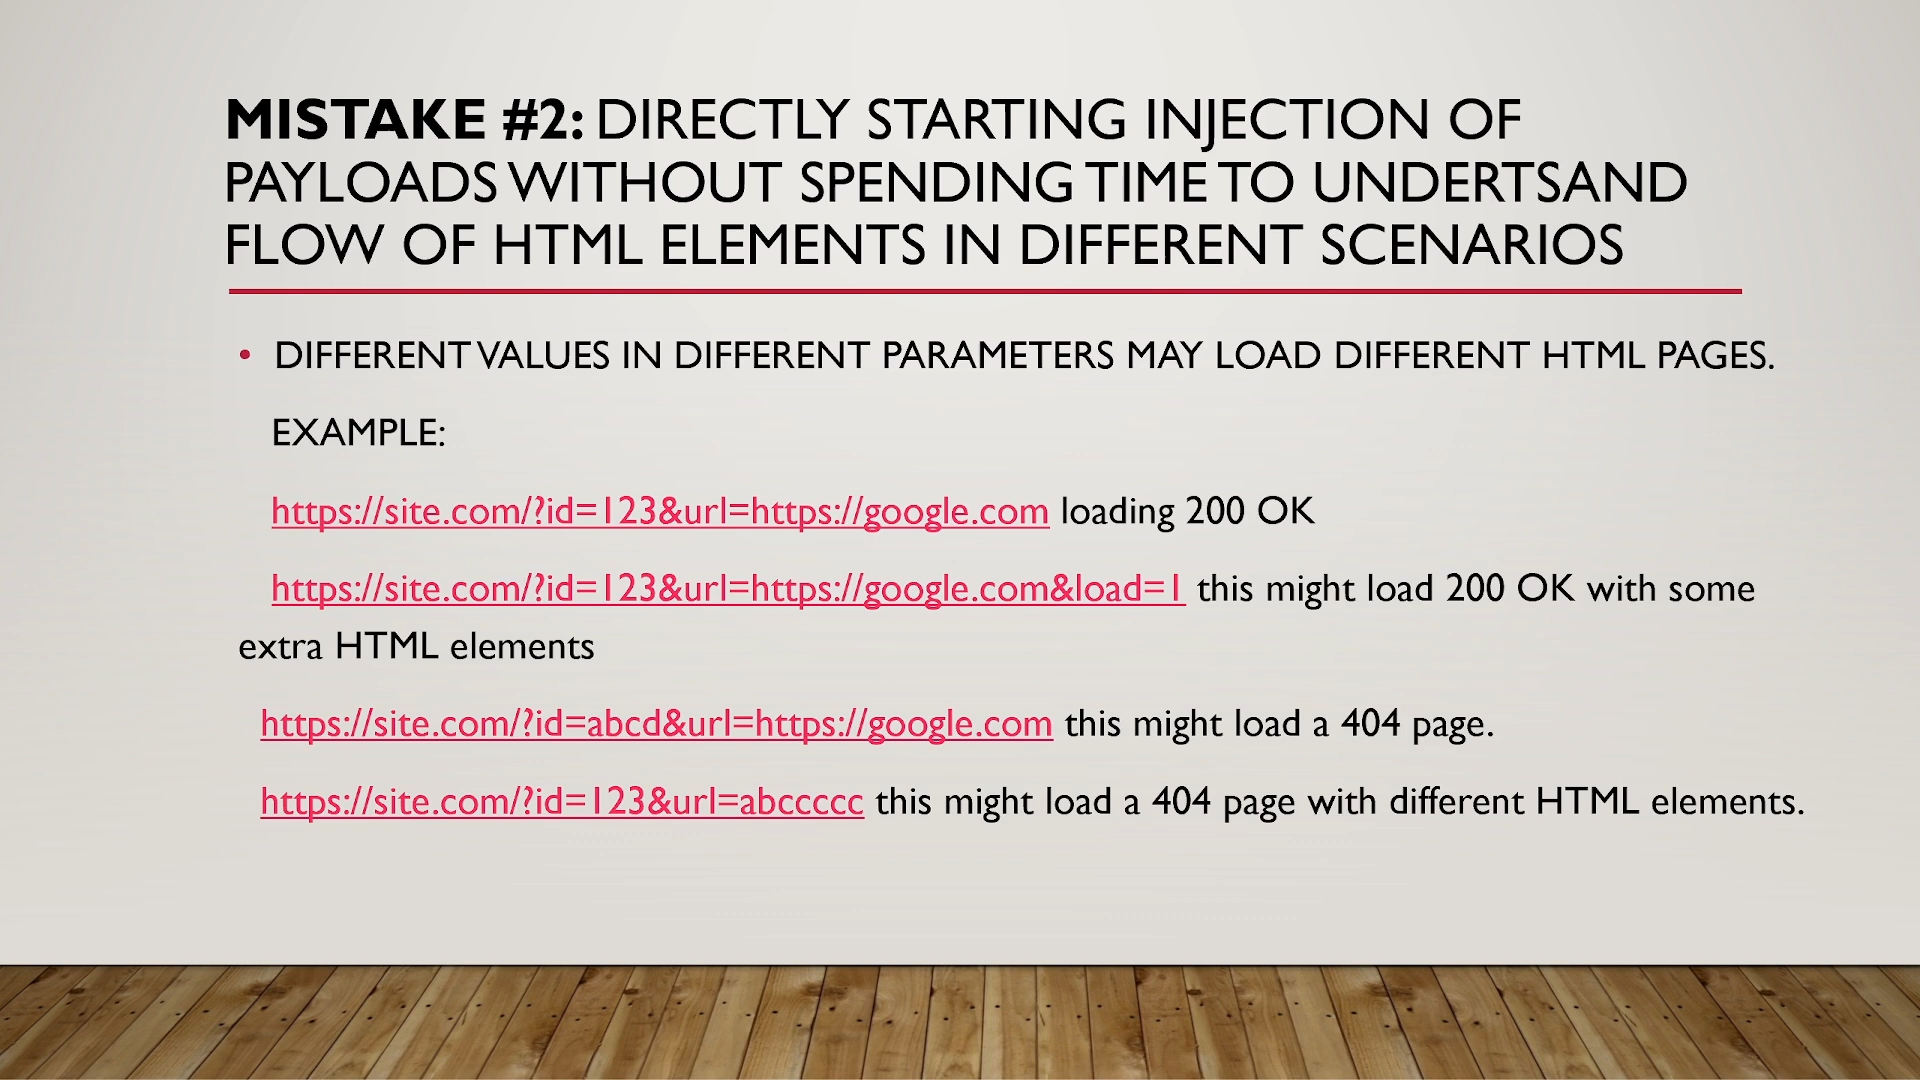 MISTAKE #2: DIRECTLY STARTING INJECTION OF
PAYLOADS WITHOUT SPENDING TIME TO UNDERTSAND
FLOW OF HTML ELEMENTS IN DIFFERENT SCENARIOS
• DIFFERENT VALUES IN DIFFERENT PARAMETERS MAY LOAD DIFFERENT HTML PAGES.
EXAMPLE:
https://site.com/?id=123&url=https://google.com loading 200 OK
https://site.com/?id=123&url=https://google.com&load=1 this might load 200 OK with some
extra HTML elements
https://site.com/?id=abcd&url=https://google.com this might load a 404 page.
https://site.com/?id=123&url=abccccc this might load a 404 page with different HTML elements.